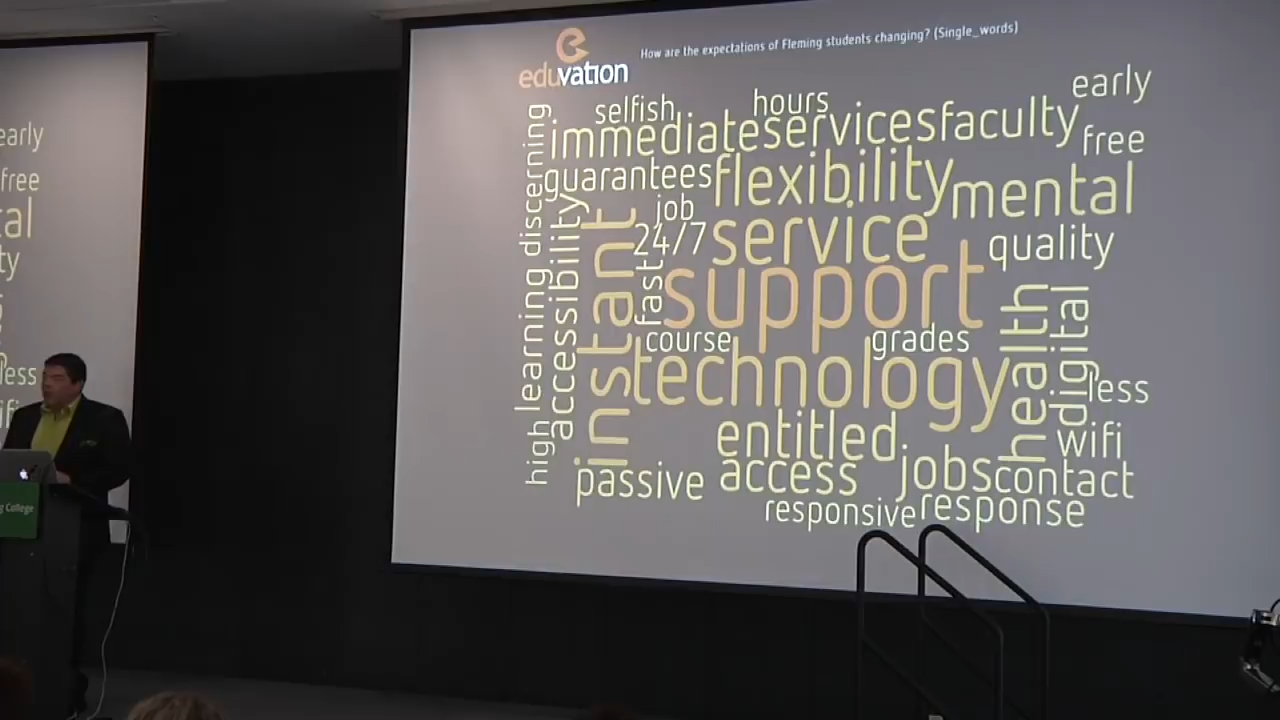 early
free
less
g College
eduvation
How are the expectations of Fleming students changing? (Single_words)
early
selfish
hours
immediate
services
faculty
free
guarantees
flexibility
mental
discerning
job
24/7
service
quality
accessibility
instant
fast
support
learning
course
grades
health
digital
technology
less
high
entitled
wifi
passive
access
jobs
contact
responsive
response